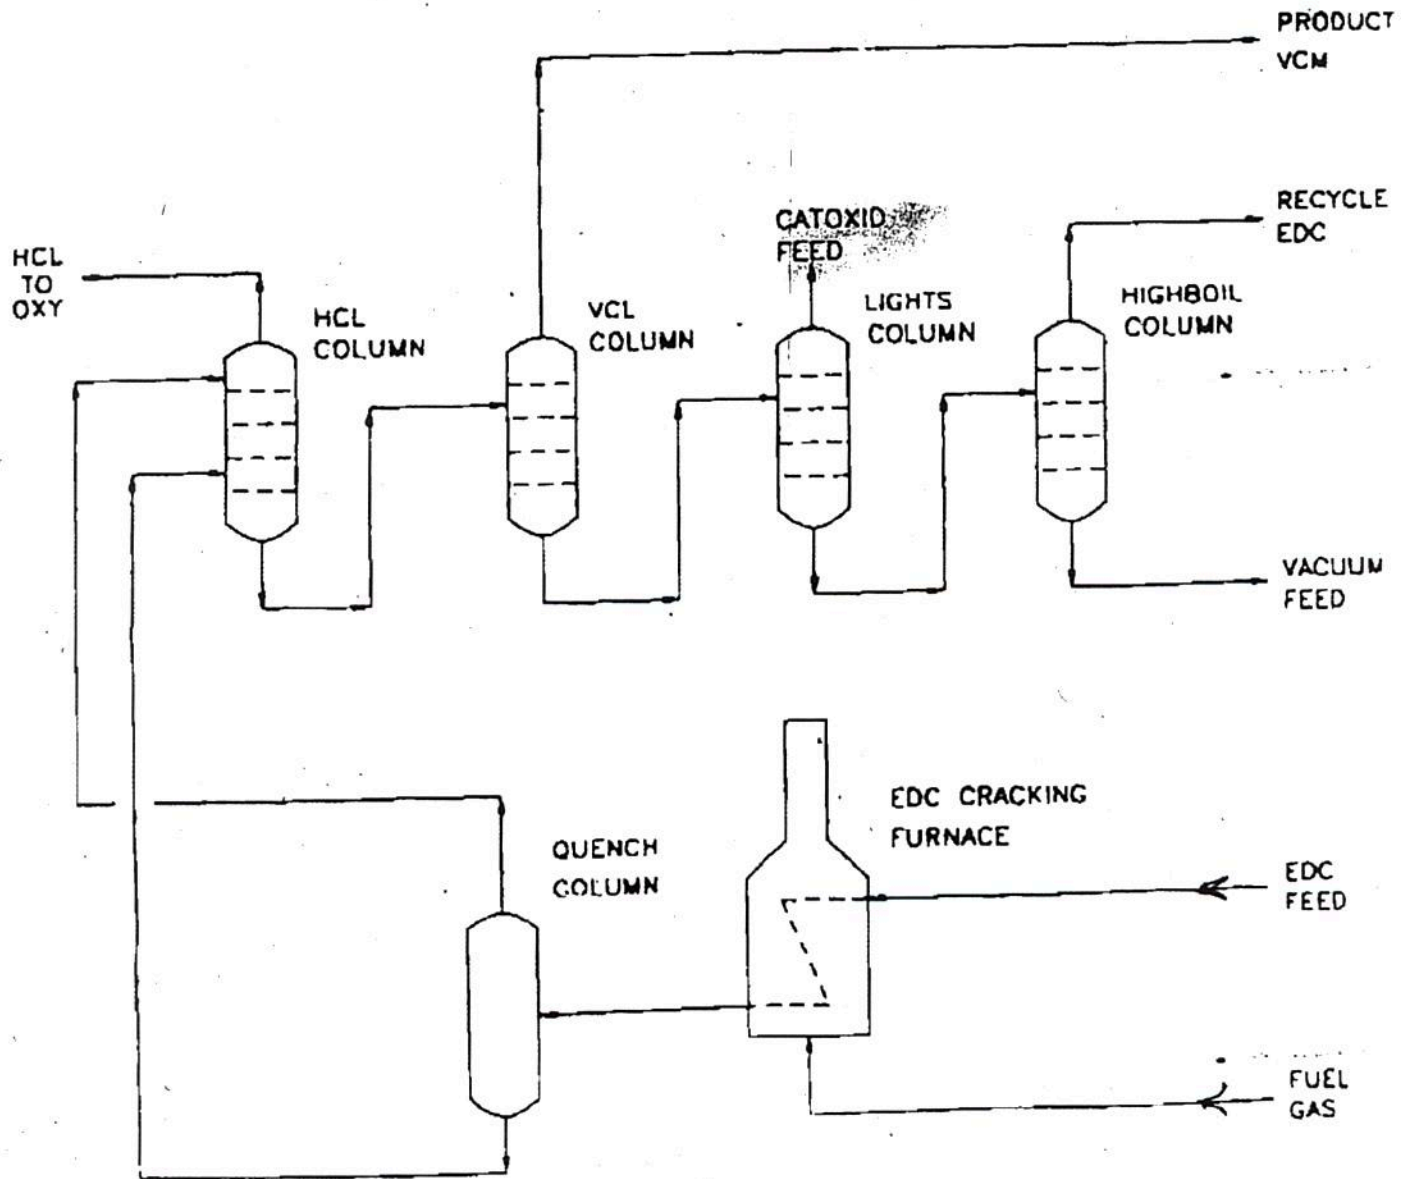 PRODUCT
VCM
RECYCLE
EDC
CATOXID
FEED
HCL
TO
OXY
HCL
COLUMN
VCL
COLUMN
LIGHTS
COLUMN
HIGHBOIL
COLUMN
VACUUM
FEED
EDC CRACKING
FURNACE
QUENCH
COLUMN
EDC
FEED
FUEL
GAS